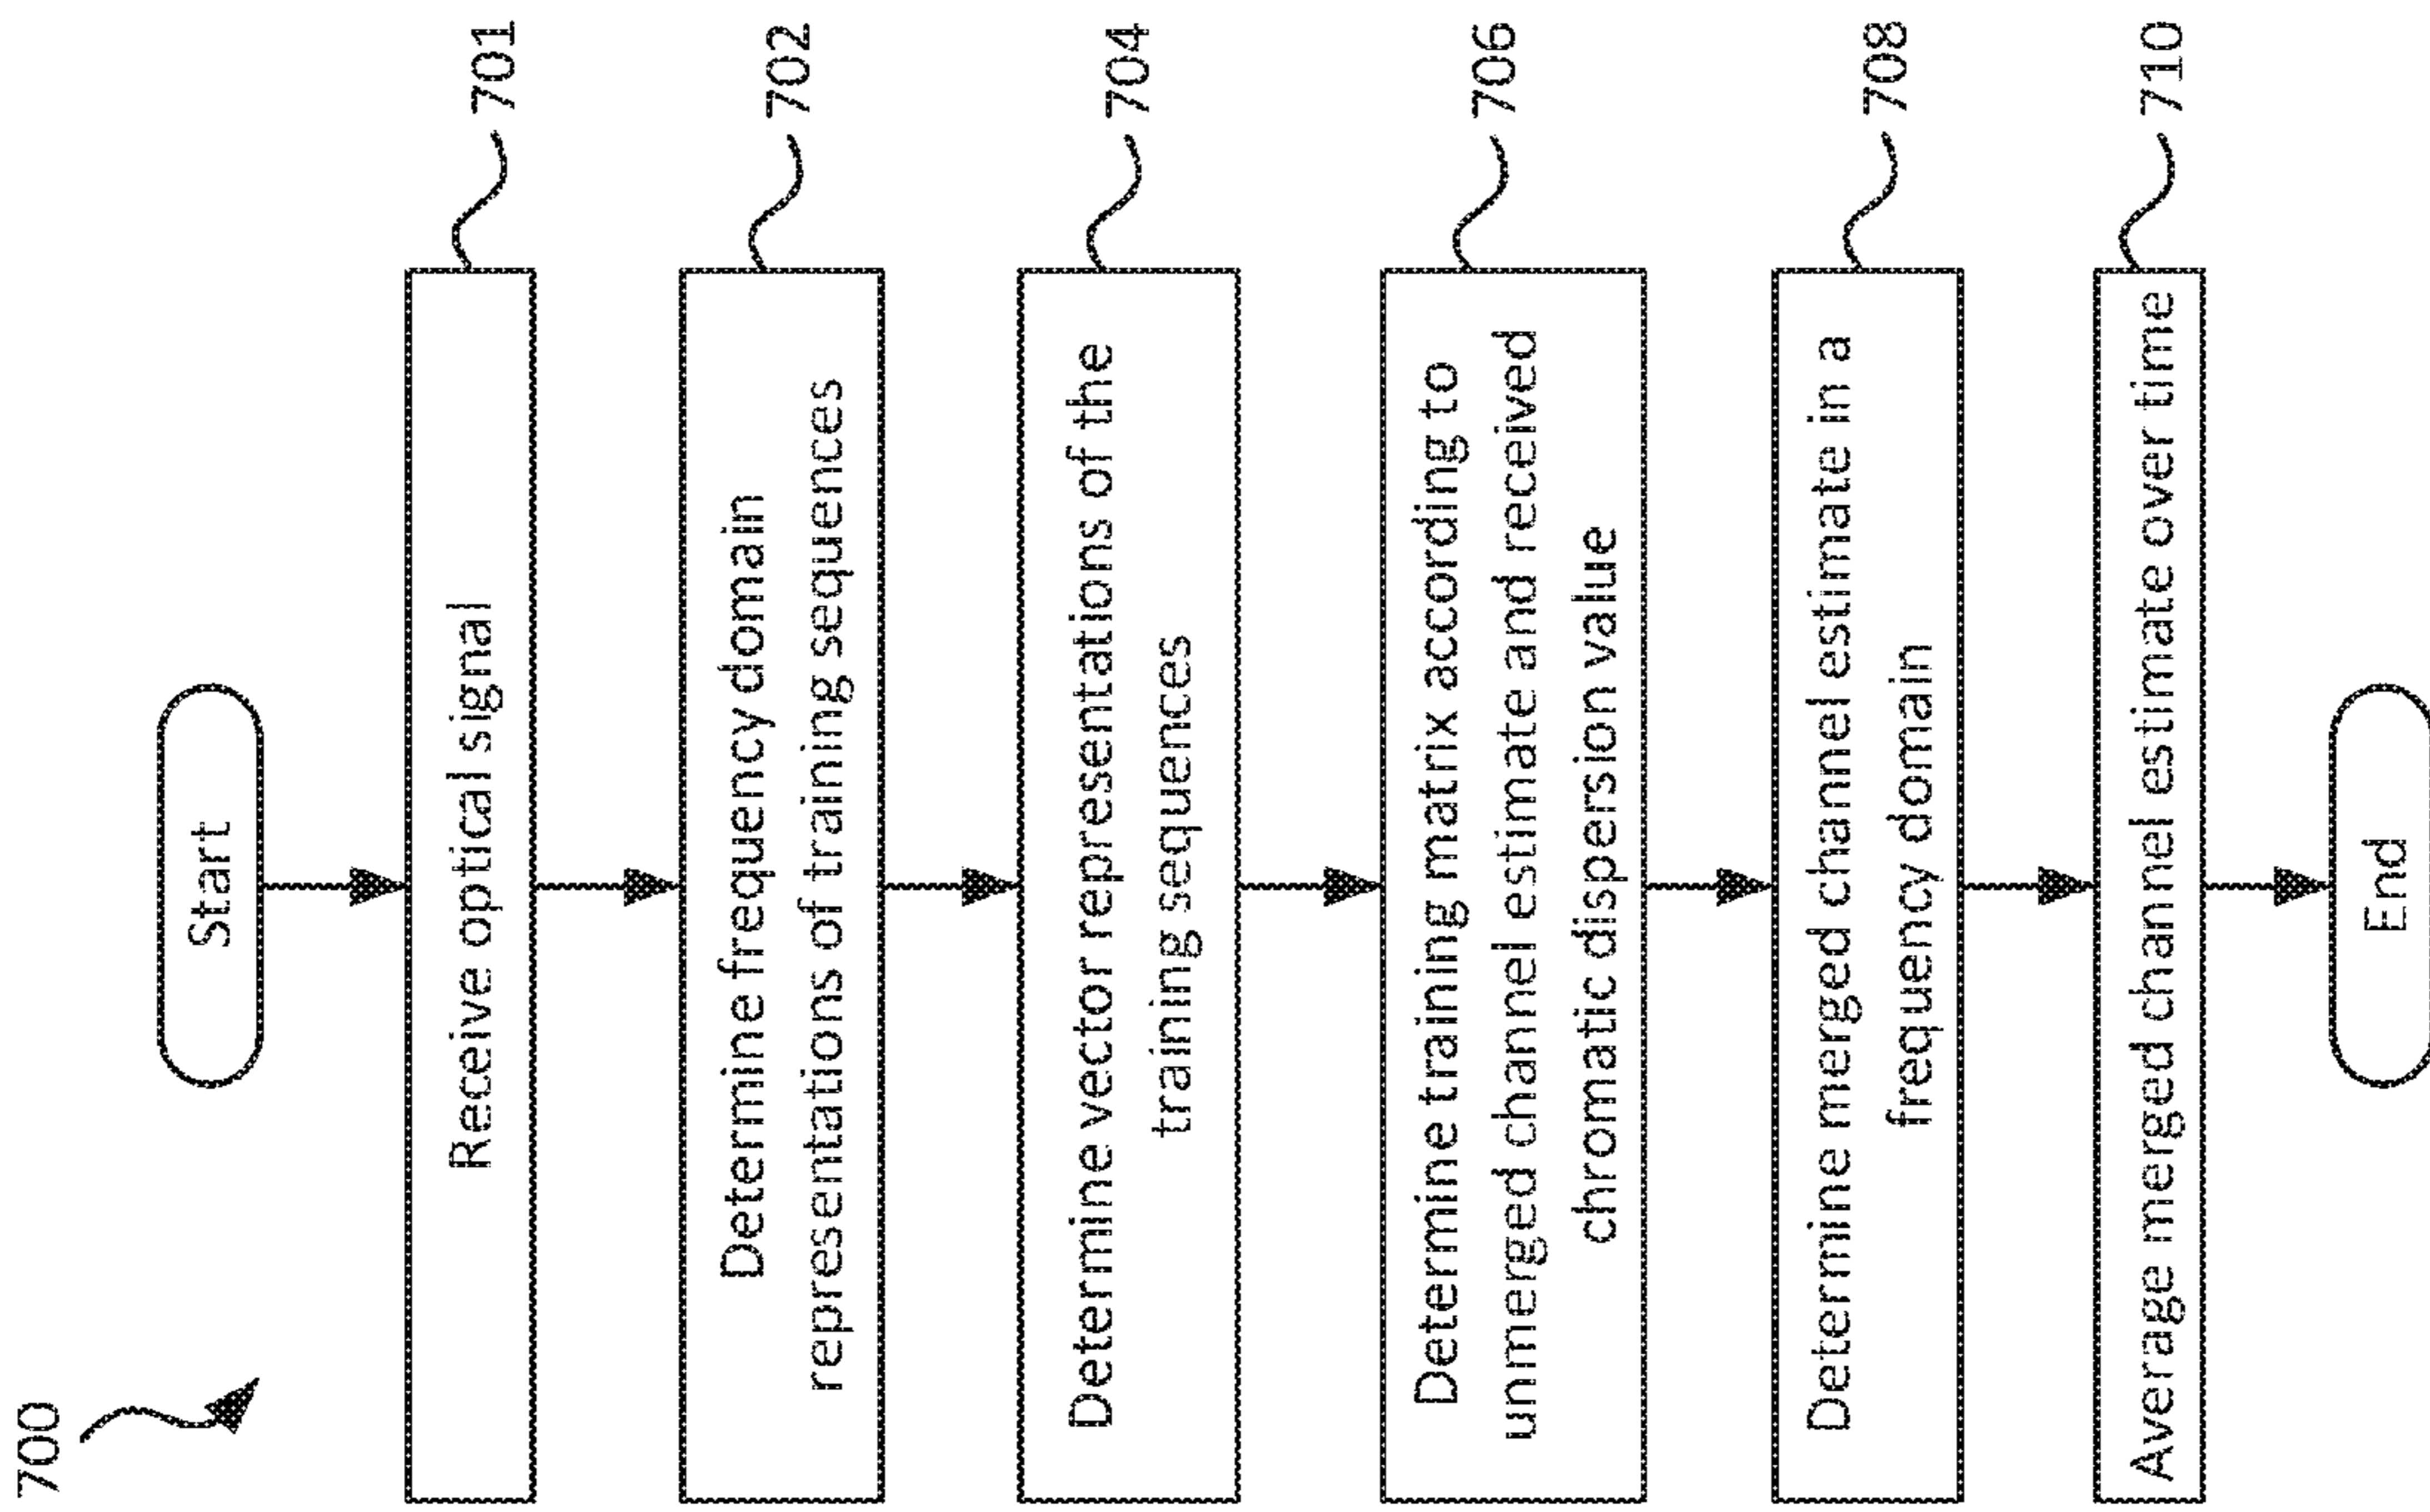 700
Start
Receive optical signal
701
Determine frequency domain
representations of training sequences
702
Determine vector representations of the
training sequences
704
Determine training matrix according to
unmerged channel estimate and received
chromatic dispersion value
706
Determine merged channel estimate in a
frequency domain
708
Average merged channel estimate over time
710
End